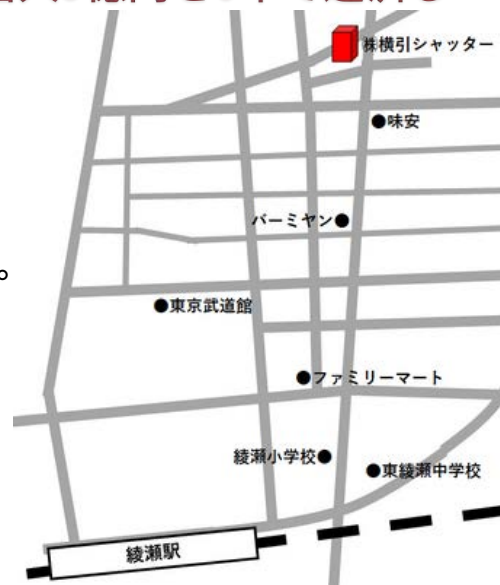 ㈱横引シャッター
●味安
バーミヤン●
。
●東京武道館
●ファミリーマート
綾瀬小学校●
●東綾瀬中学校
綾瀬駅